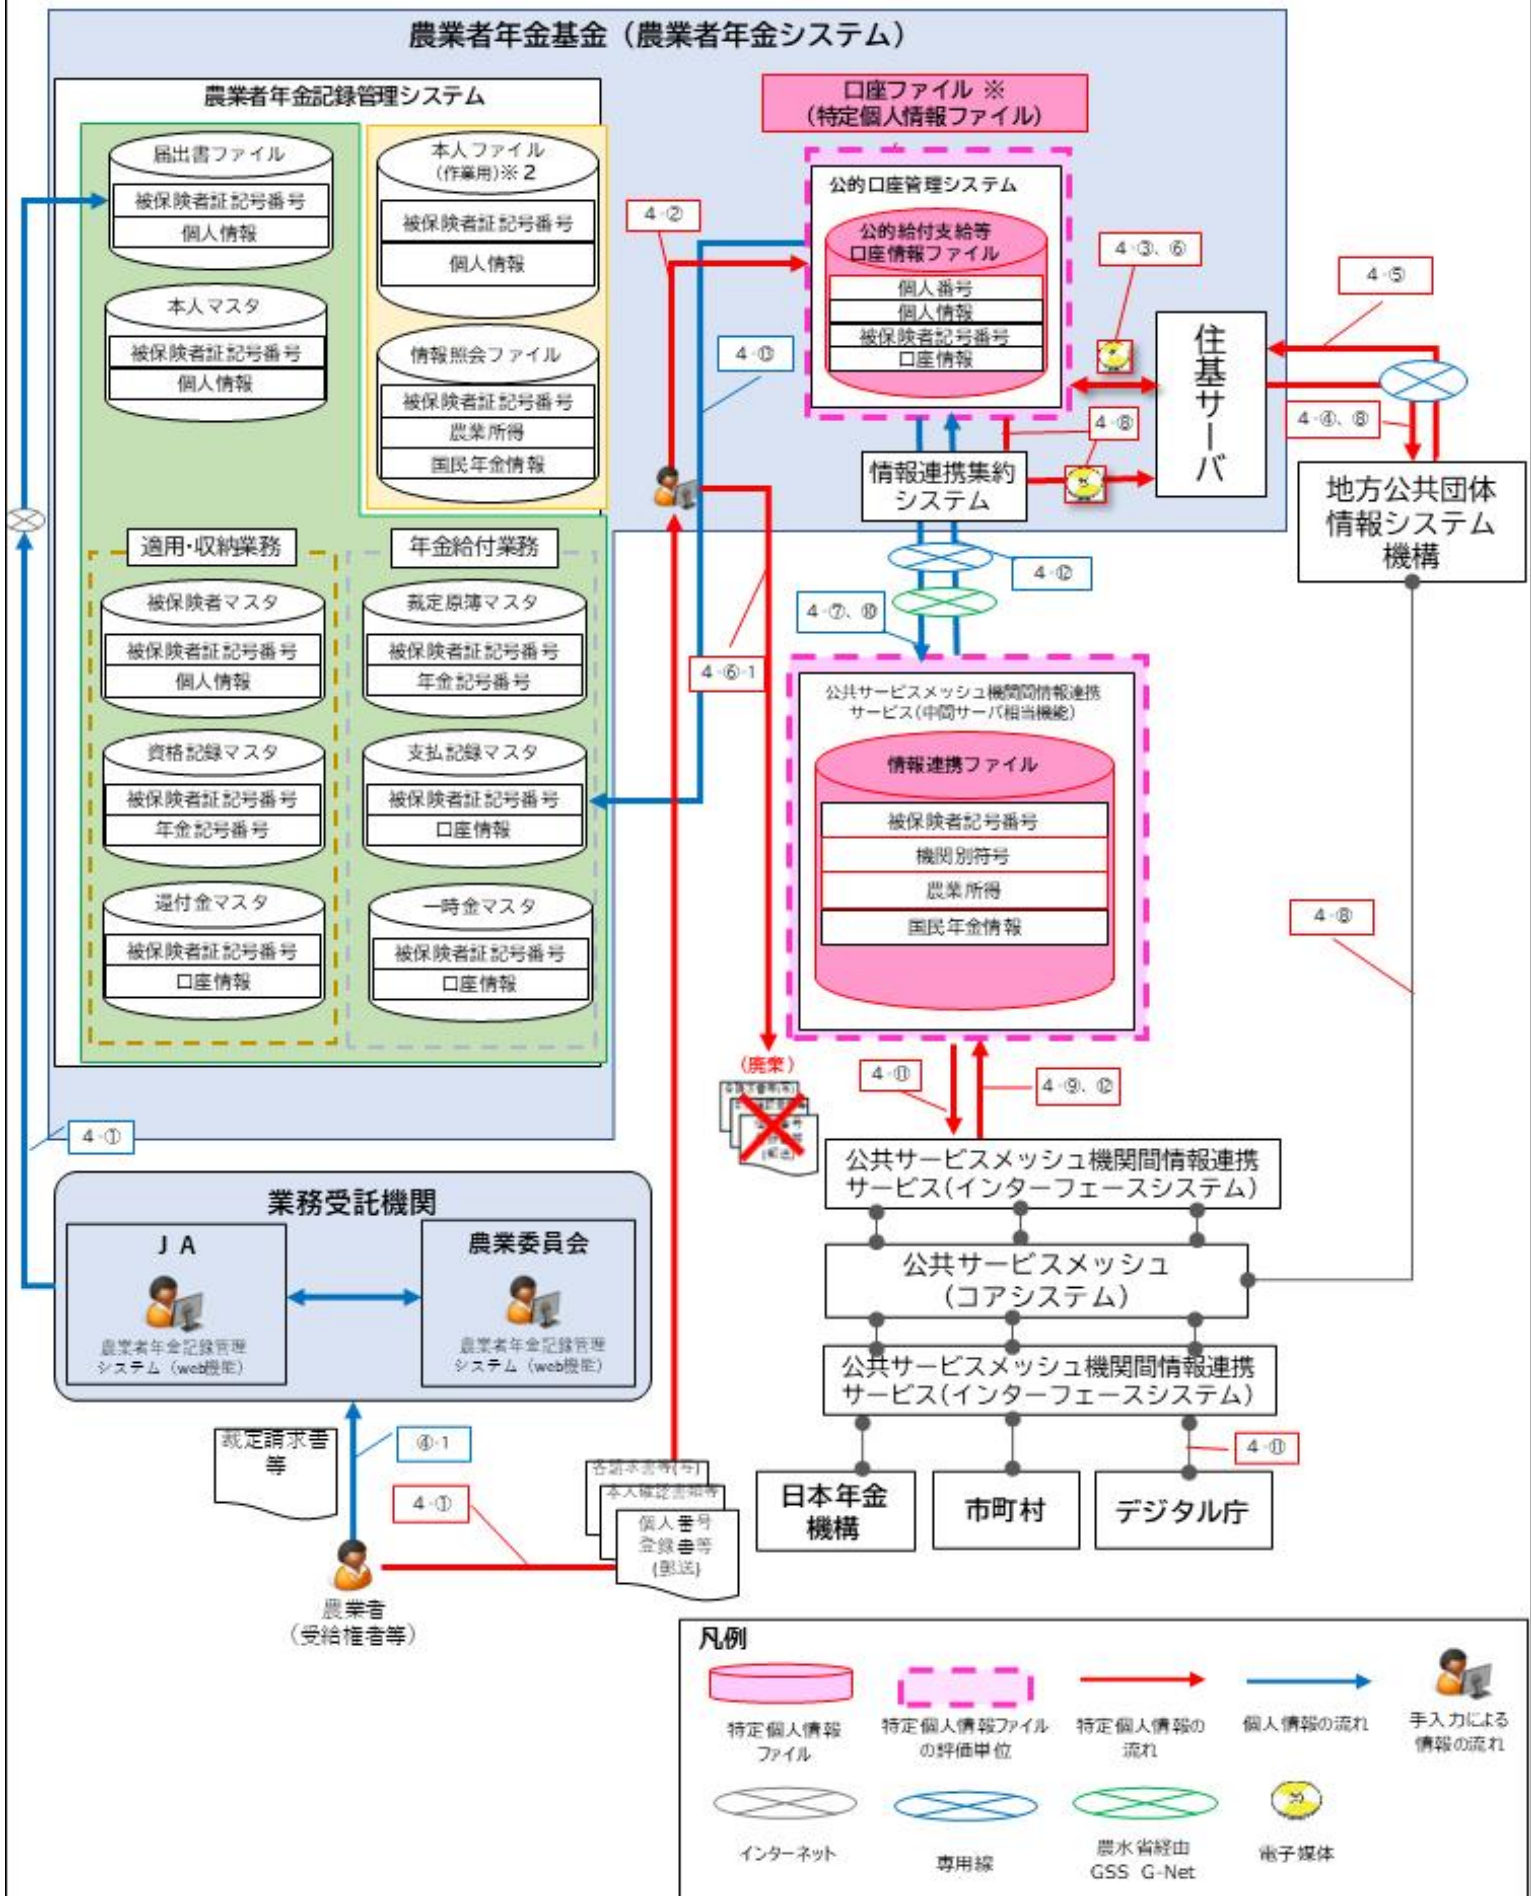 農業者年金基金（農業者年金システム）
農業者年金記録管理システム
届出書ファイル
被保険者証記号番号
個人情報
本人マスタ
被保険者証記号番号
個人情報
本人ファイル
(作業用)※２
被保険者証記号番号
個人情報
情報照会ファイル
被保険者証記号番号
農業所得
国民年金情報
適用・収納業務
被保険者マスタ
被保険者証記号番号
個人情報
資格記録マスタ
被保険者証記号番号
年金記号番号
還付金マスタ
被保険者証記号番号
口座情報
年金給付業務
裁定原簿マスタ
被保険者証記号番号
年金記号番号
支払記録マスタ
被保険者証記号番号
口座情報
一時金マスタ
被保険者証記号番号
口座情報
口座ファイル ※
（特定個人情報ファイル）
公的口座管理システム
公的給付支給等
口座情報ファイル
個人番号
個人情報
被保険者証記号番号
口座情報
4-②
4-⑬
4-③、⑥
4-⑤
4-⑧
4-④、⑧
住基サーバ
情報連携集約
システム
地方公共団体
情報システム
機構
4-⑫
4-⑦、⑩
4-⑥-1
公共サービスメッシュ機関間情報連携
サービス(中間サーバ相当機能)
情報連携ファイル
被保険者記号番号
機関別符号
農業所得
国民年金情報
4-⑧
(廃棄)
4-⑪
4-⑨、⑫
公共サービスメッシュ機関間情報連携
サービス(インターフェースシステム)
公共サービスメッシュ
(コアシステム)
公共サービスメッシュ機関間情報連携
サービス(インターフェースシステム)
4-⑪
日本年金
機構
市町村
デジタル庁
4-①
業務受託機関
ＪＡ
農業者年金記録管理
システム（web機能）
農業委員会
農業者年金記録管理
システム（web機能）
裁定請求書
等
④-1
4-①
各請求書等(写)
本人確認書類等
個人番号
登録書等
(郵送)
農業者
（受給権者等）
凡例
特定個人情報
ファイル
特定個人情報ファイル
の評価単位
特定個人情報の
流れ
個人情報の流れ
手入力による
情報の流れ
インターネット
専用線
農水省経由
GSS G-Net
電子媒体